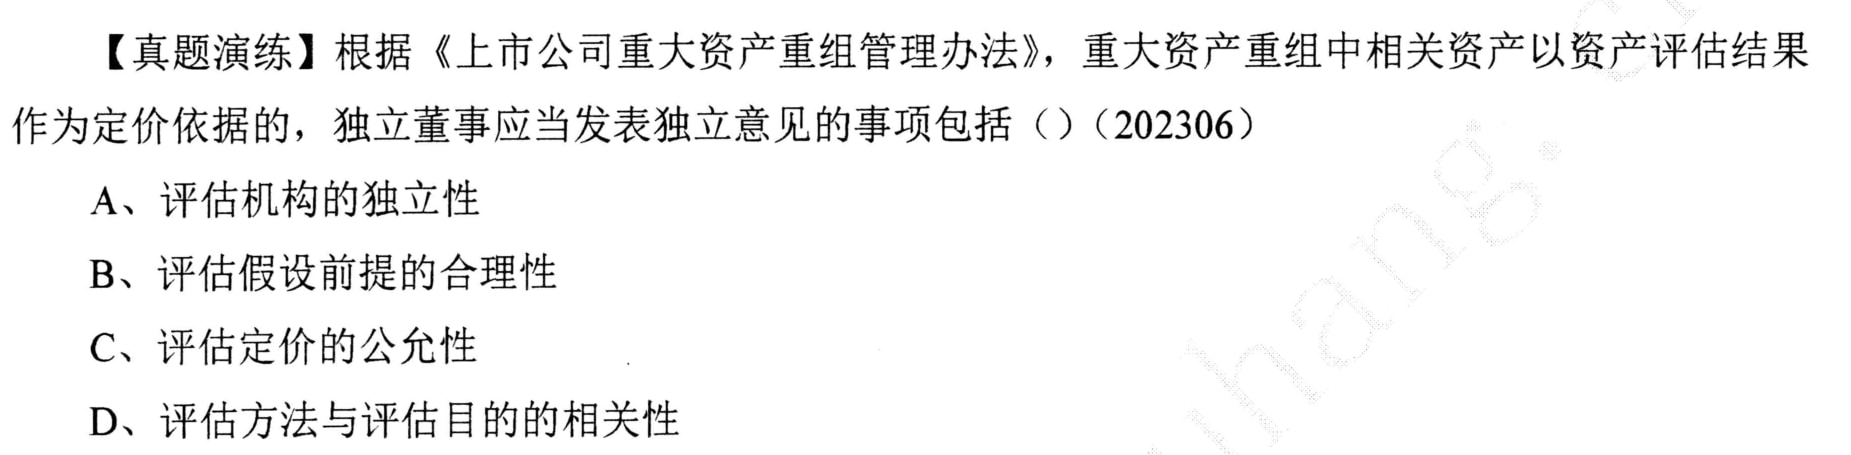 【真题演练】根据《上市公司重大资产重组管理办法》，重大资产重组中相关资产以资产评估结果
作为定价依据的，独立董事应当发表独立意见的事项包括（）（202306）
A、评估机构的独立性
B、评估假设前提的合理性
C、评估定价的公允性
D、评估方法与评估目的的相关性